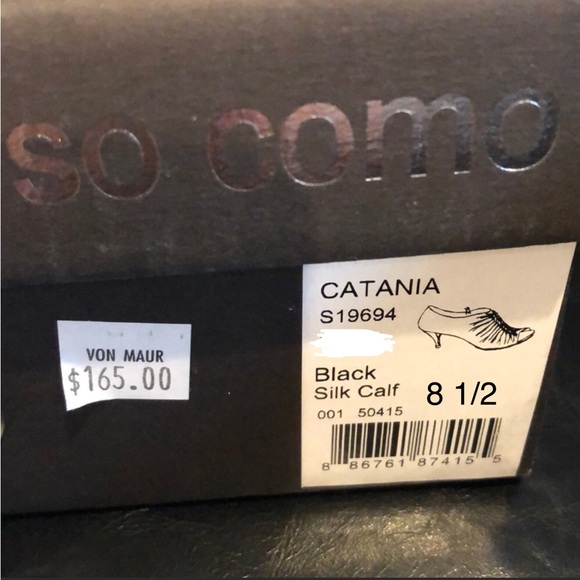 so como
VON MAUR
$165.00
CATANIA
S19694
Black
Silk Calf
8 1/2
001 50415
8 86761 87415 5